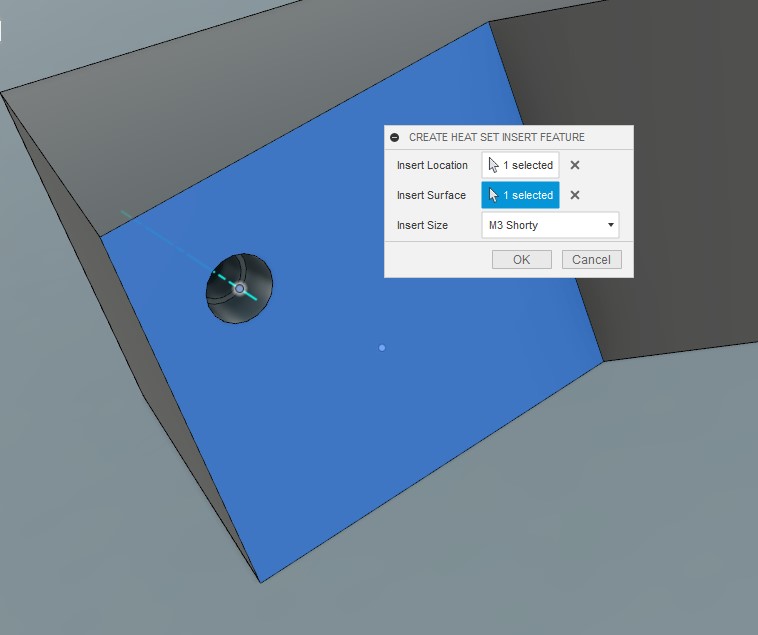 CREATE HEAT SET INSERT FEATURE
Insert Location 1 selected
Insert Surface 1 selected
Insert Size M3 Shorty
OK Cancel